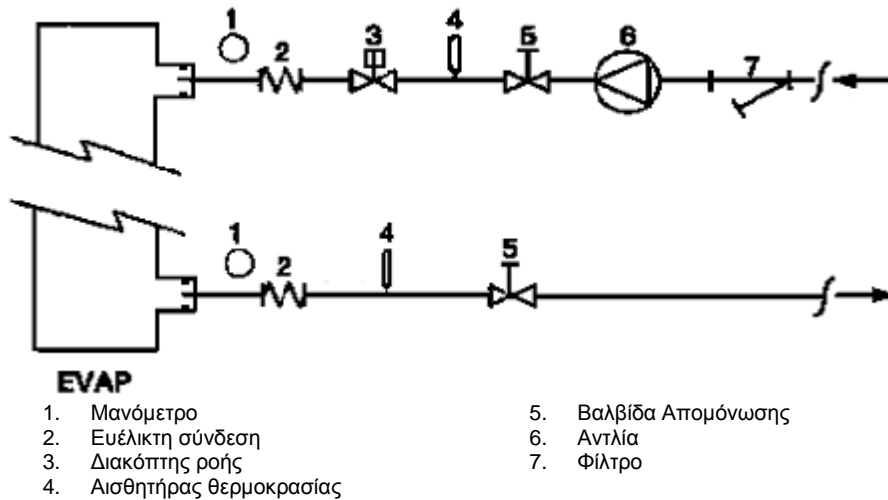 1 2 3 4 5 6 7
1 2 4 5
EVAP
1. Μανόμετρο
2. Ευέλικτη σύνδεση
3. Διακόπτης ροής
4. Αισθητήρας θερμοκρασίας
5. Βαλβίδα Απομόνωσης
6. Αντλία
7. Φίλτρο